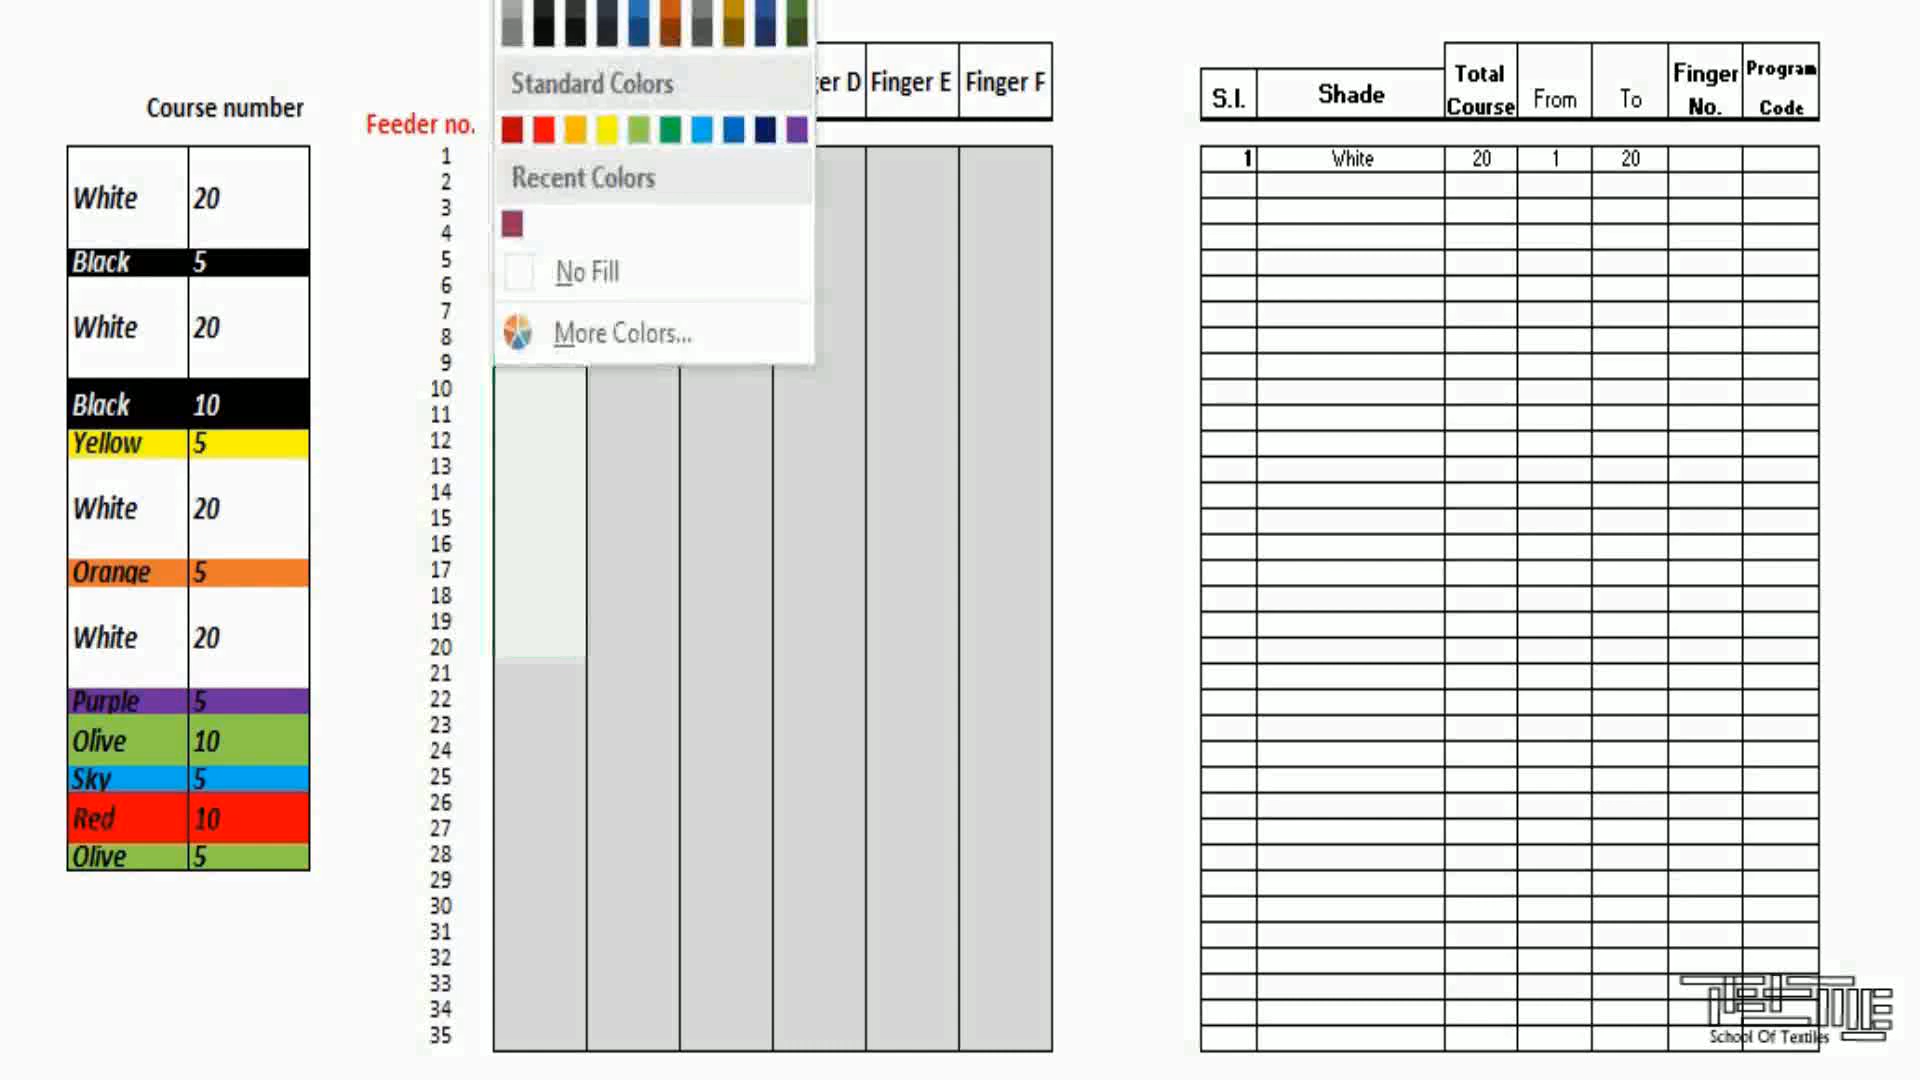 Course number
White 20
Black 5
White 20
Black 10
Yellow 5
White 20
Orange 5
White 20
Purple 5
Olive 10
Sky 5
Red 10
Olive 5
Feeder no.
1
2
3
4
5
6
7
8
9
10
11
12
13
14
15
16
17
18
19
20
21
22
23
24
25
26
27
28
29
30
31
32
33
34
35
Standard Colors
Recent Colors
No Fill
More Colors...
er D Finger E Finger F
S.I. Shade Total Course From To Finger No. Program Code
1 White 20 1 20
School Of Textiles